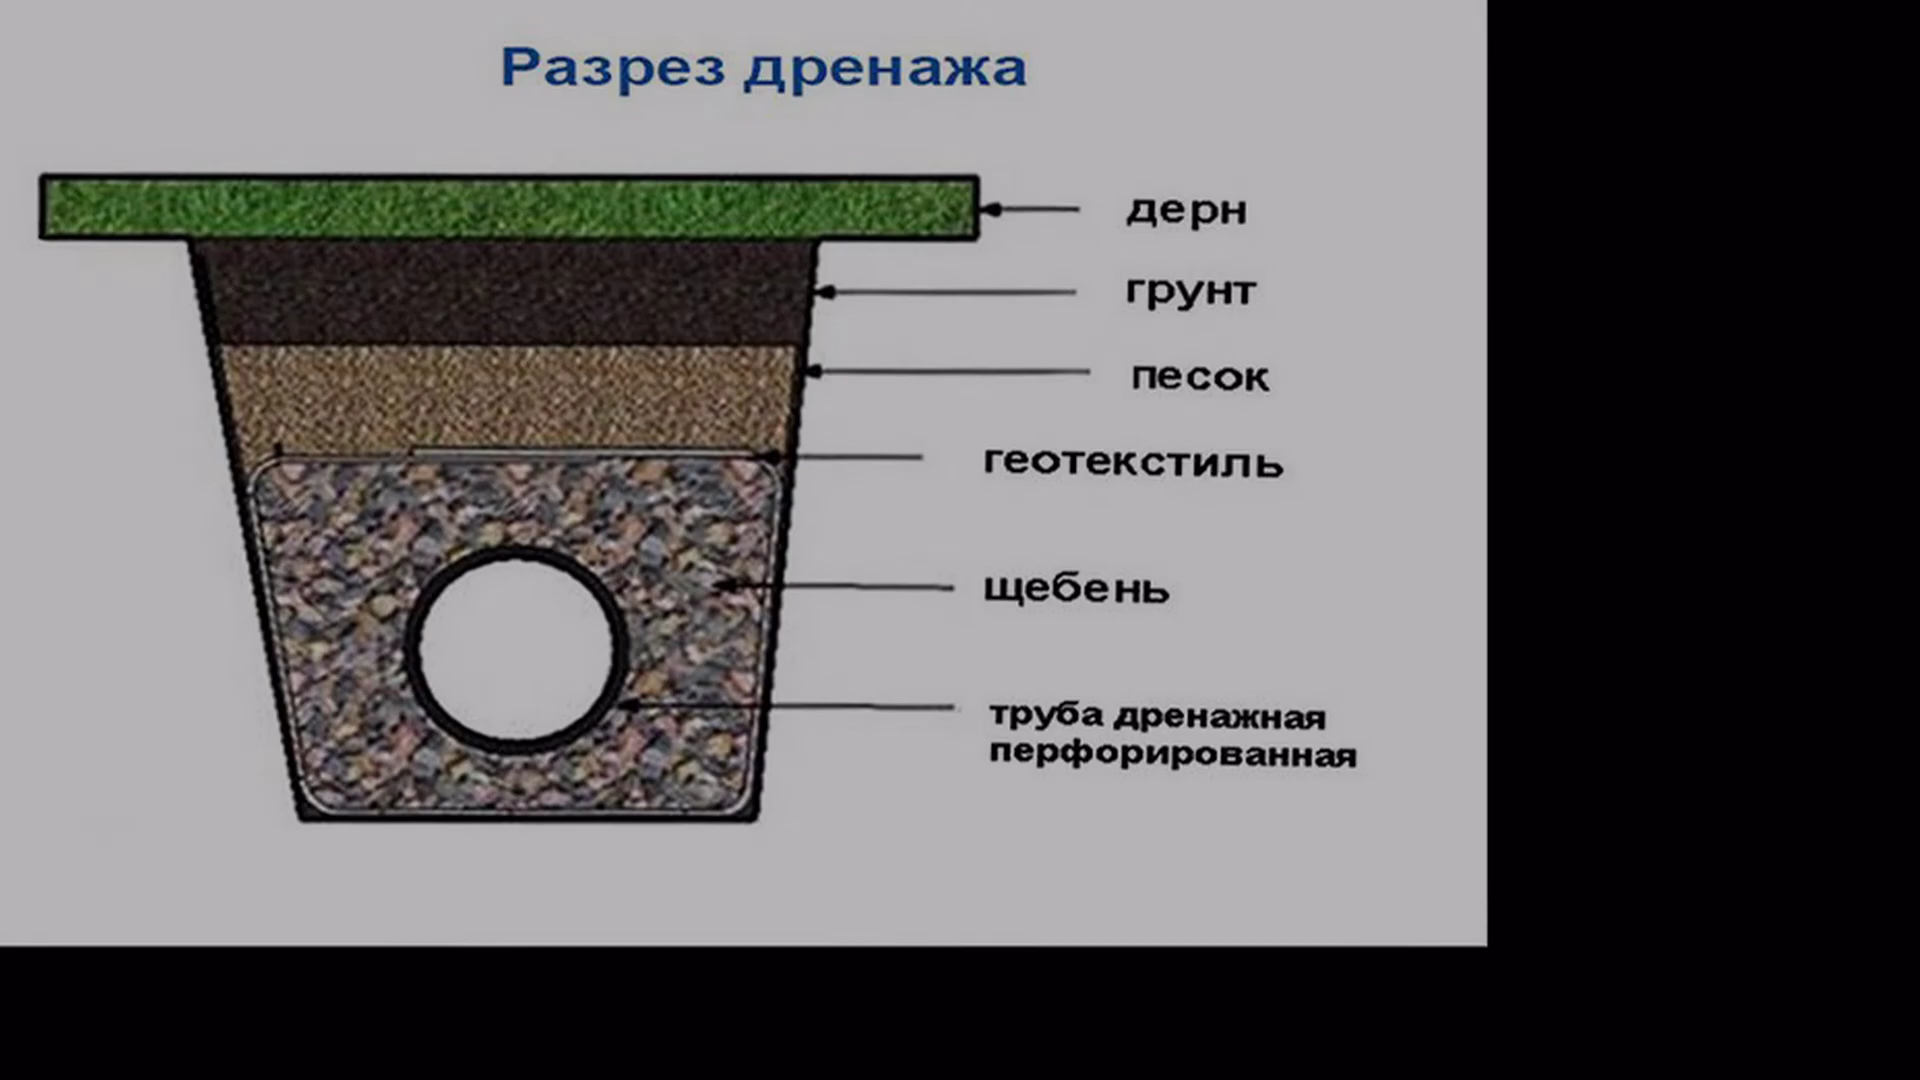 Разрез дренажа
дерн
грунт
песок
геотекстиль
щебень
труба дренажная
перфорированная